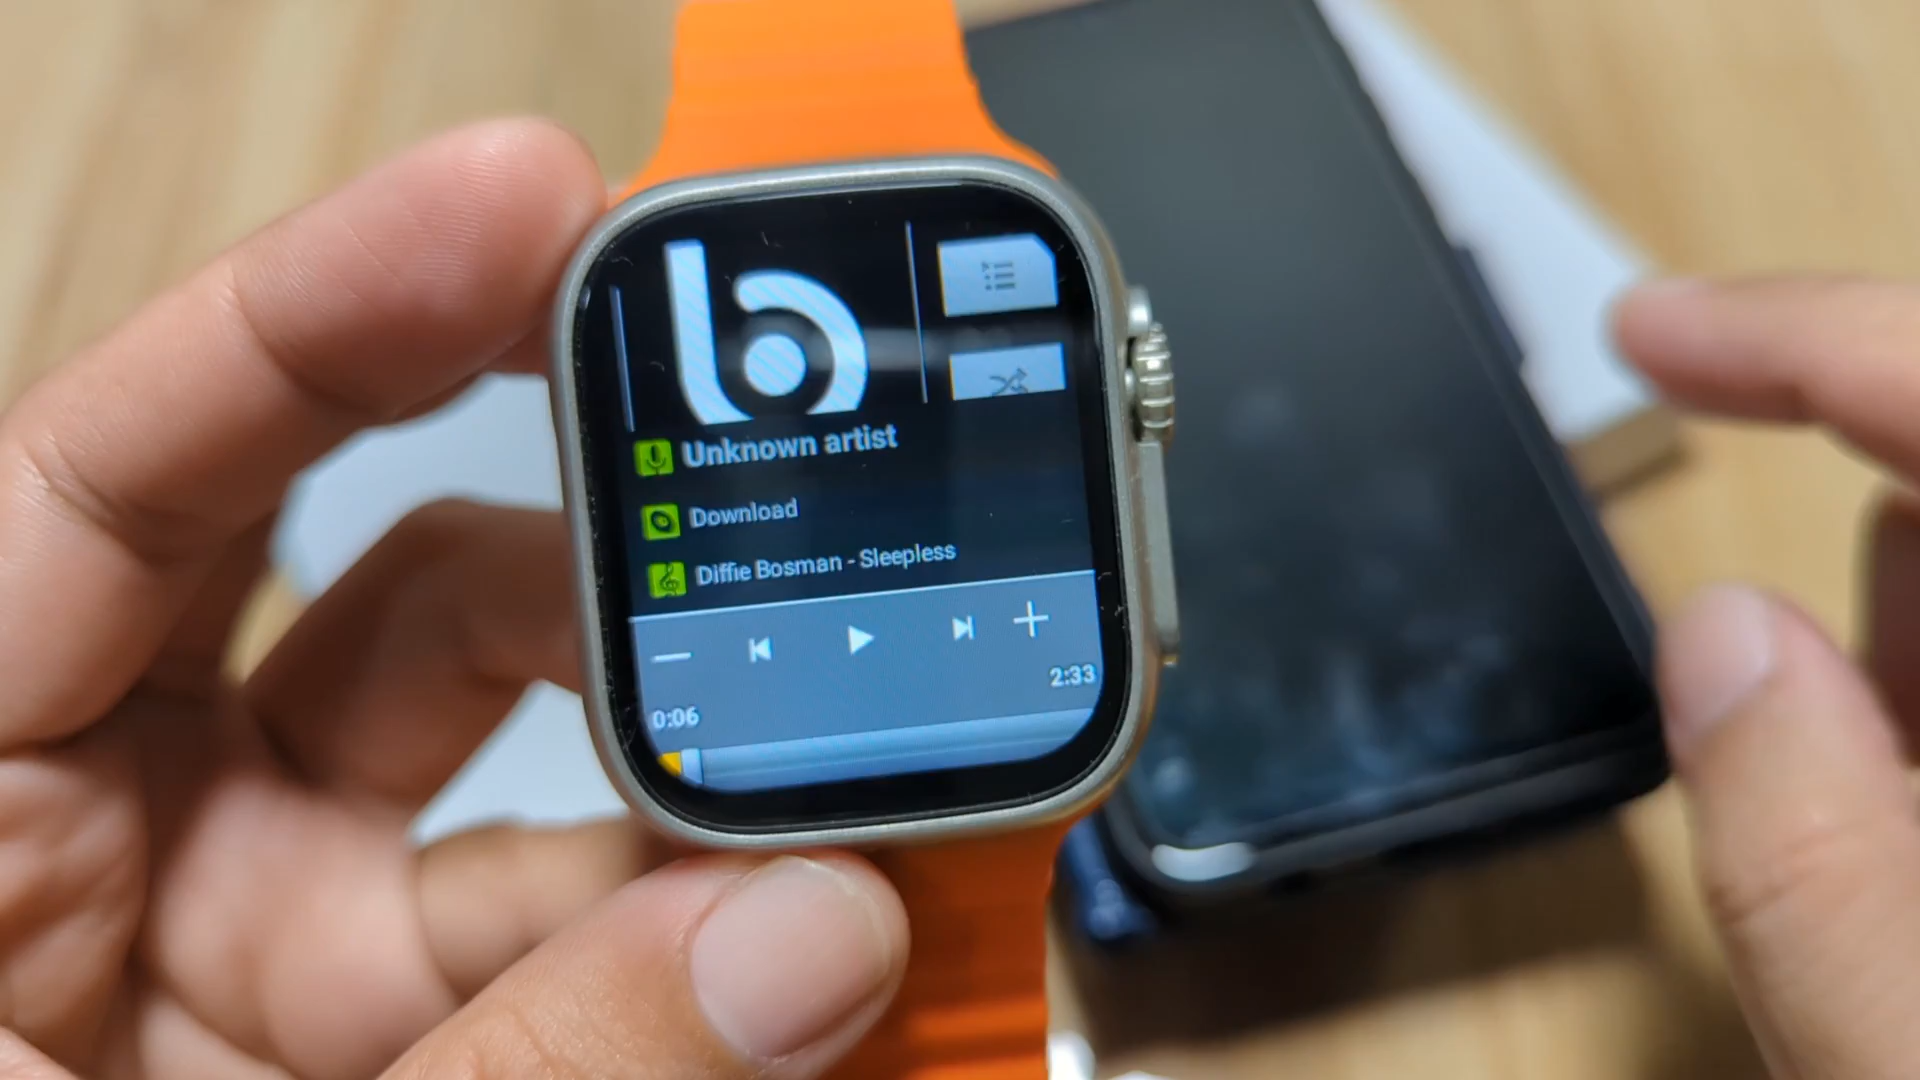 b
Unknown artist
Download
Diffie Bosman - Sleepless
2:33
0:06